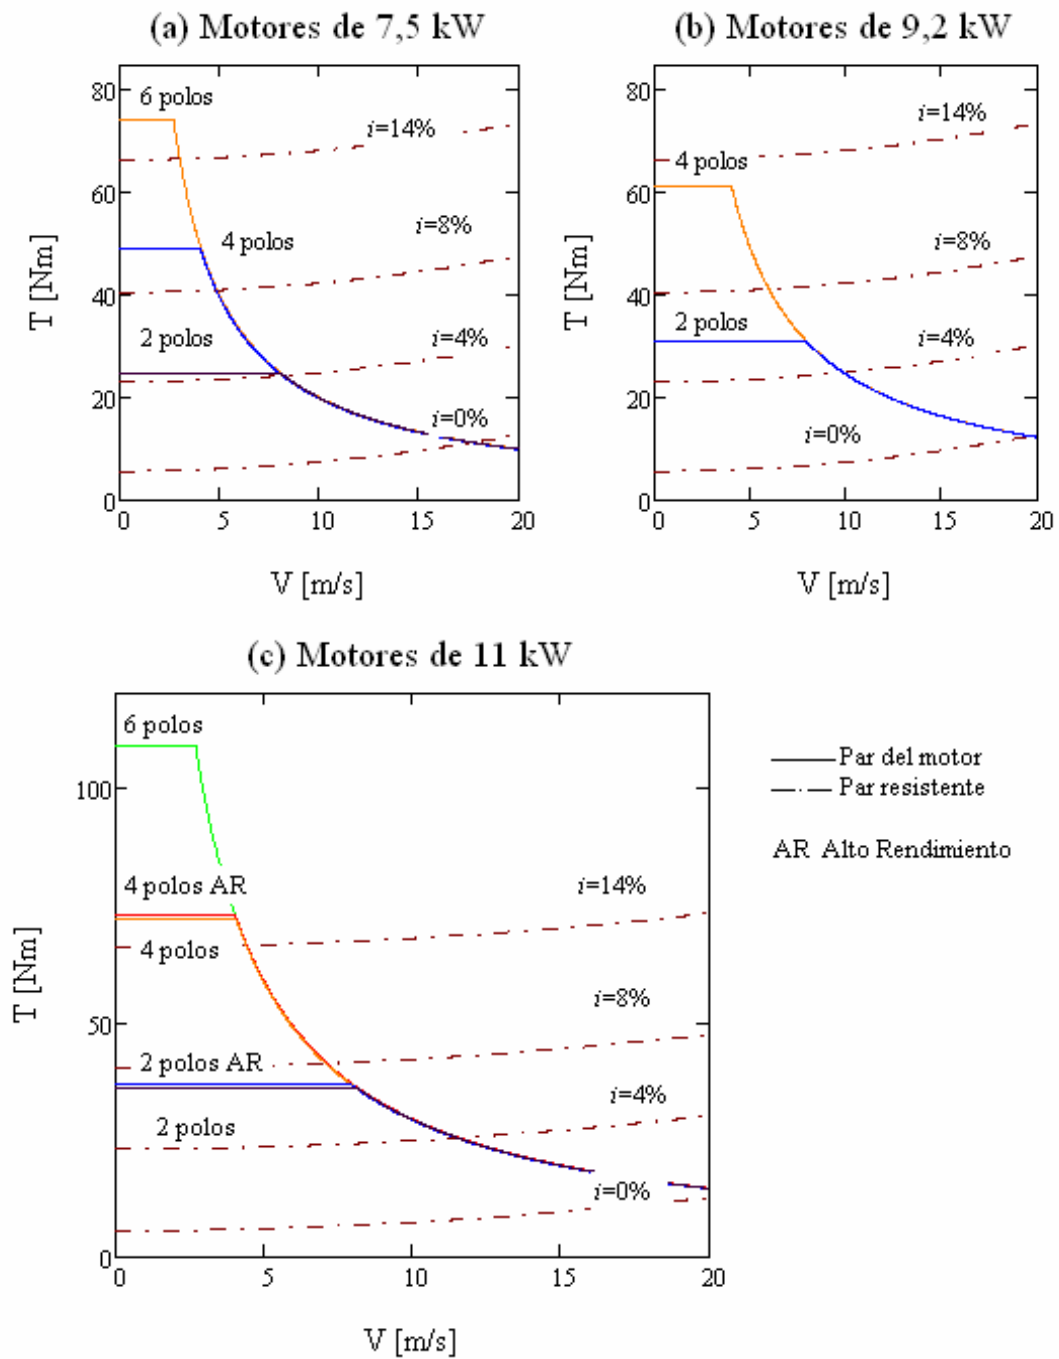 (a) Motores de 7,5 kW
(b) Motores de 9,2 kW
80
60
40
20
0
T [Nm]
6 polos
4 polos
2 polos
i=14%
i=8%
i=4%
i=0%
0 5 10 15 20
V [m/s]
80
60
40
20
0
T [Nm]
4 polos
2 polos
i=14%
i=8%
i=4%
i=0%
0 5 10 15 20
V [m/s]
(c) Motores de 11 kW
100
50
0
T [Nm]
6 polos
4 polos AR
4 polos
2 polos AR
2 polos
i=14%
i=8%
i=4%
i=0%
0 5 10 15 20
V [m/s]
Par del motor
Par resistente
AR Alto Rendimiento